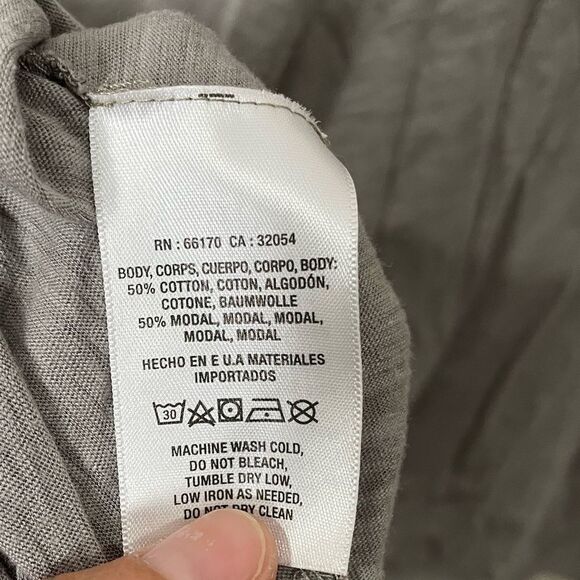 RN : 66170 CA : 32054
BODY, CORPS, CUERPO, CORPO, BODY:
50% COTTON, COTON, ALGODÓN,
COTONE, BAUMWOLLE
50% MODAL, MODAL, MODAL,
MODAL, MODAL
HECHO EN E U.A MATERIALES
IMPORTADOS
30
MACHINE WASH COLD,
DO NOT BLEACH,
TUMBLE DRY LOW,
LOW IRON AS NEEDED,
DO NOT DRY CLEAN